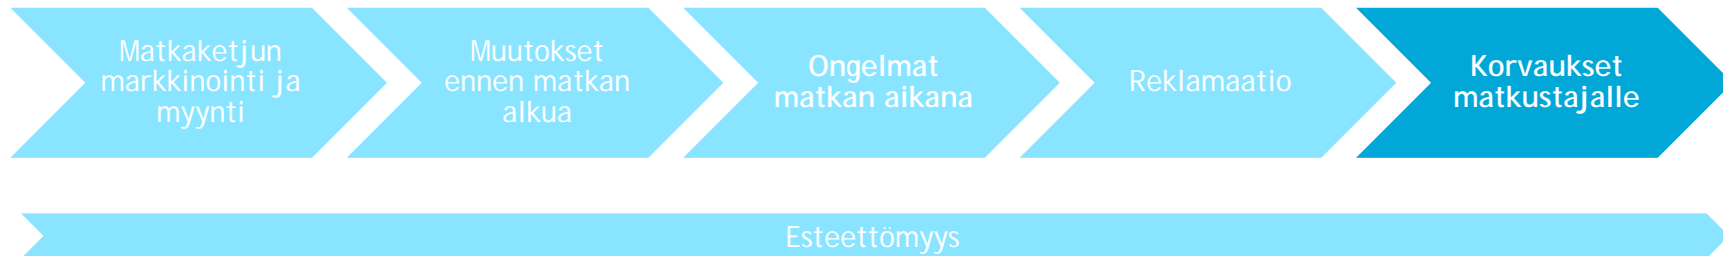 Matkaketjun
markkinointi ja
myynti
Muutokset
ennen matkan
alkua
Ongelmat
matkan aikana
Reklamaatio
Korvaukset
matkustajalle
Esteettömyys